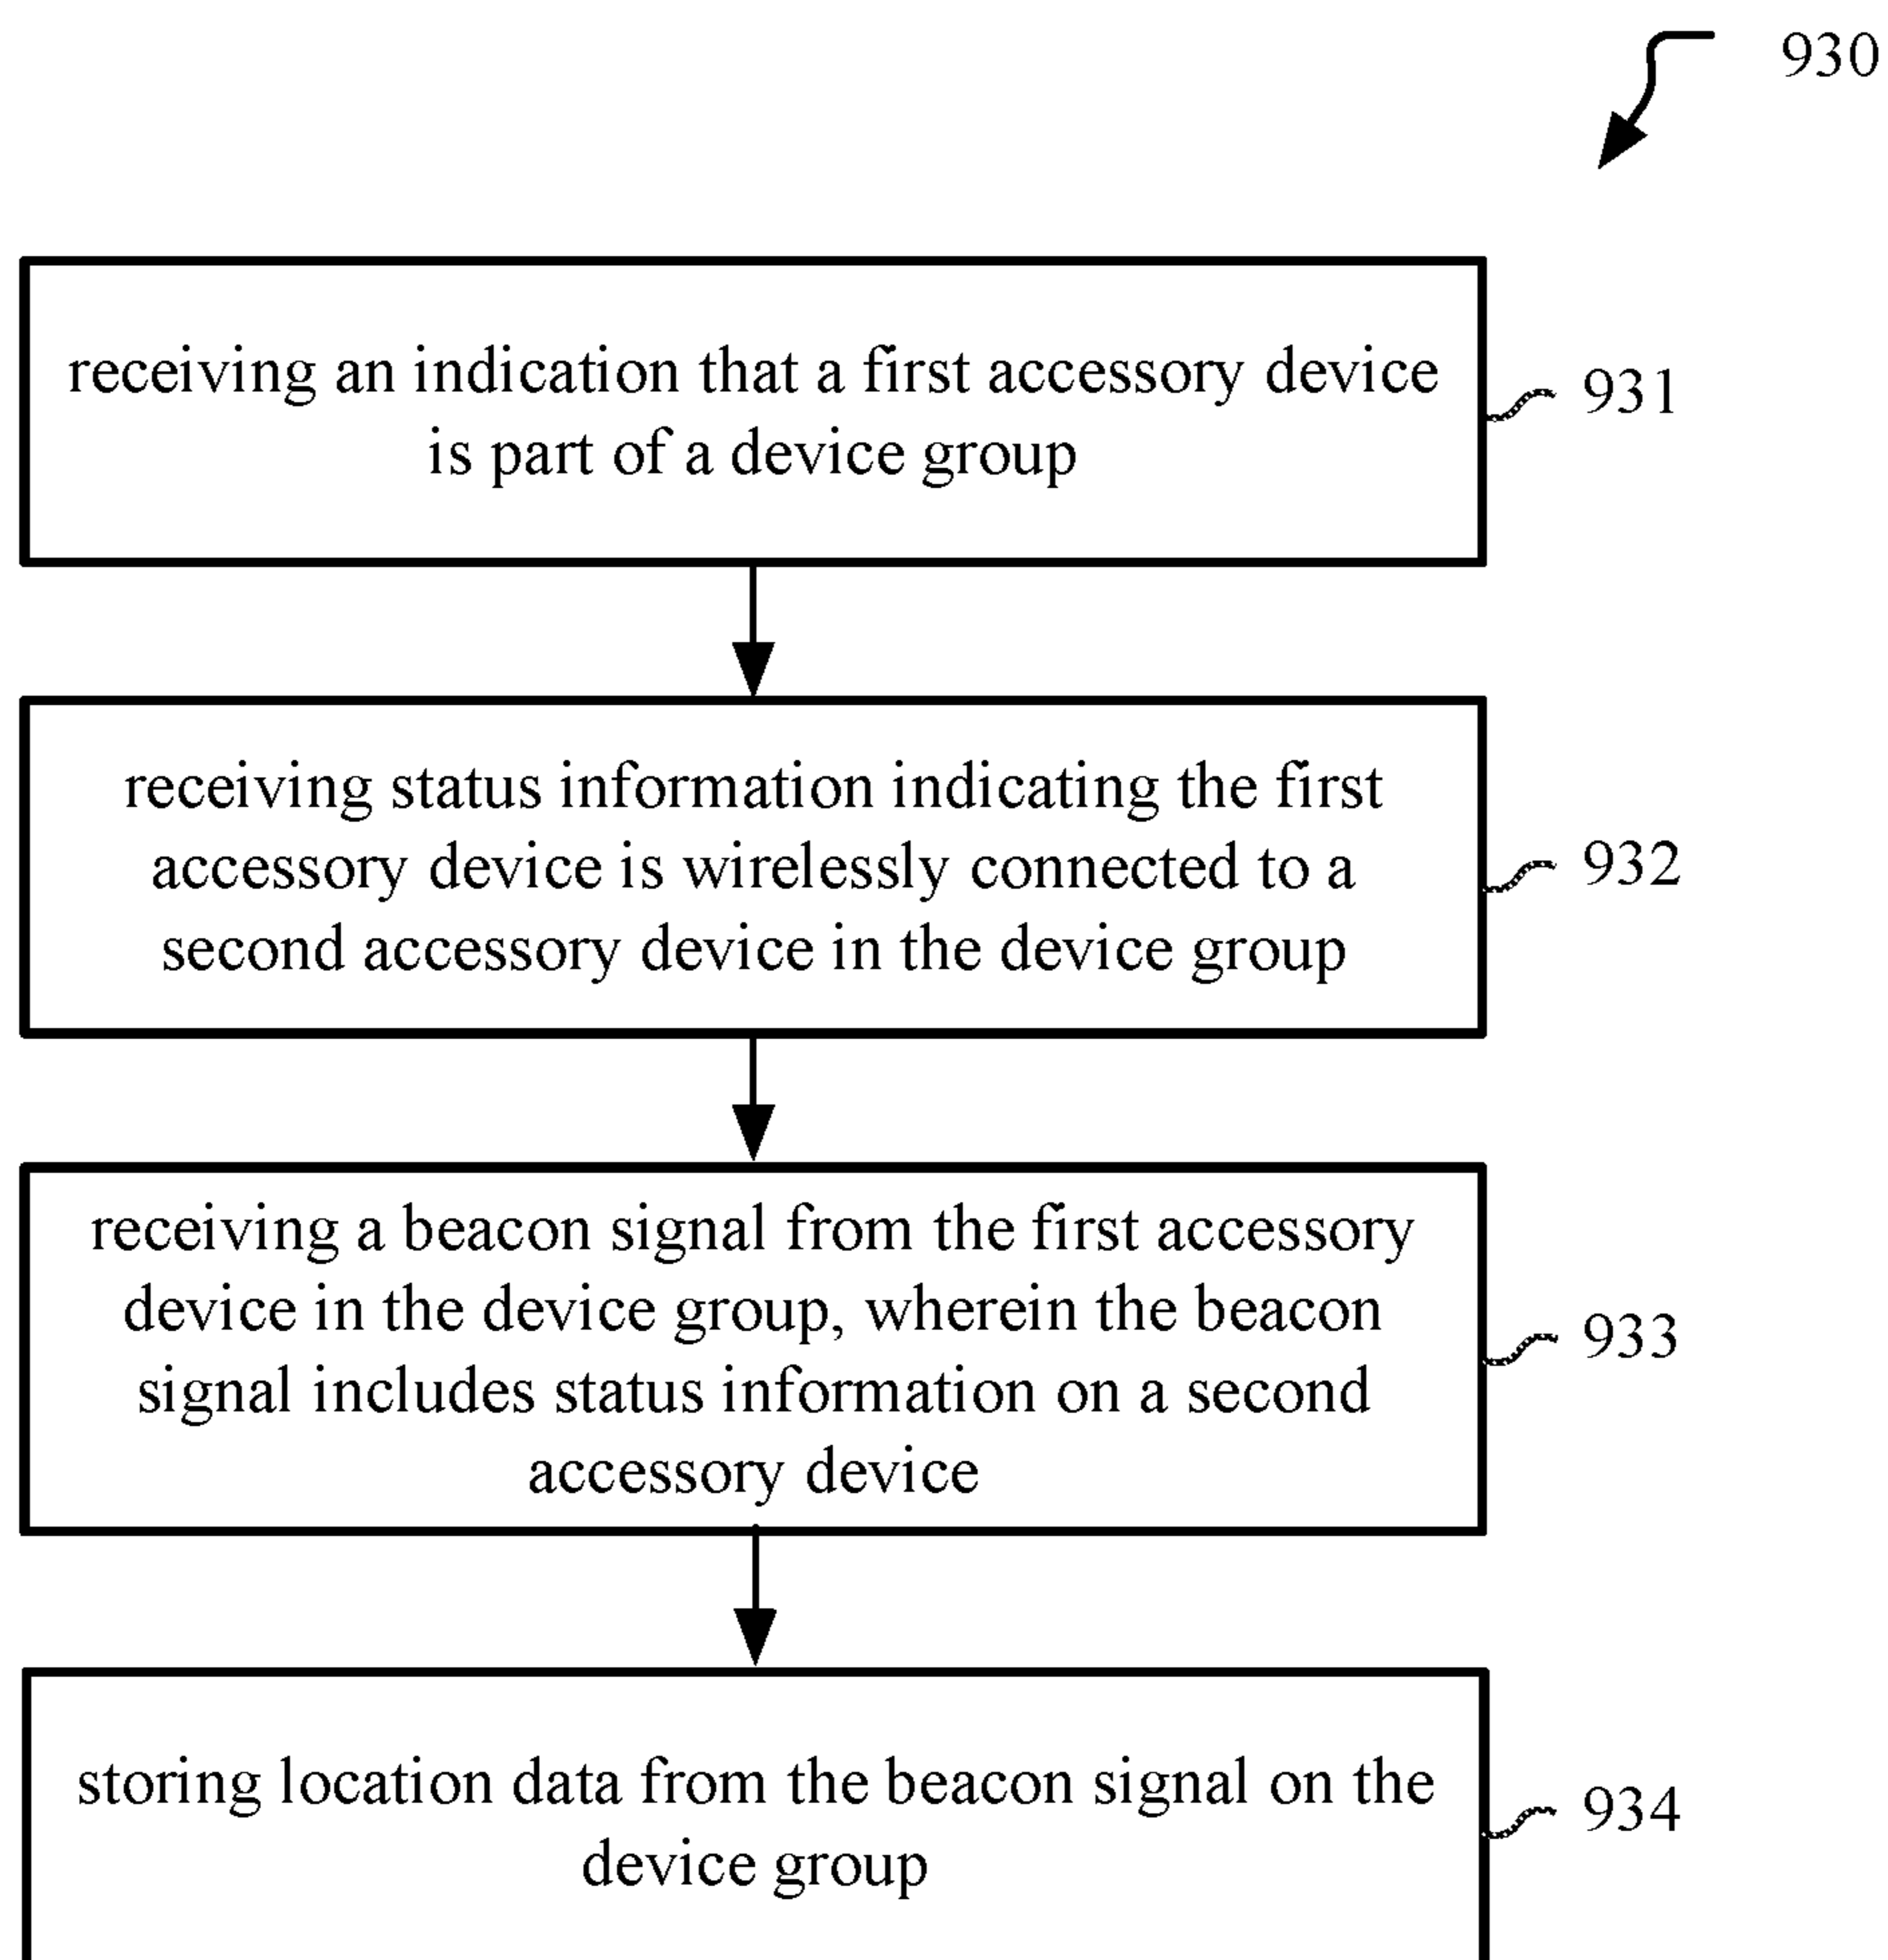 930
receiving an indication that a first accessory device
is part of a device group
931
receiving status information indicating the first
accessory device is wirelessly connected to a
second accessory device in the device group
932
receiving a beacon signal from the first accessory
device in the device group, wherein the beacon
signal includes status information on a second
accessory device
933
storing location data from the beacon signal on the
device group
934